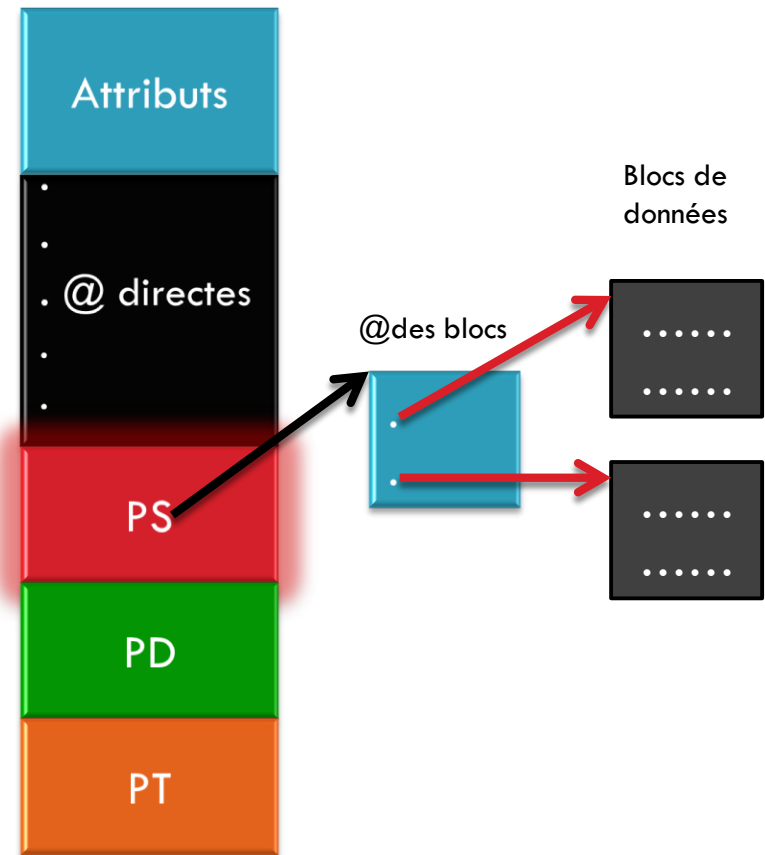 Attributs
@ directes
PS
PD
PT
@des blocs
Blocs de
données
......
......
......
......